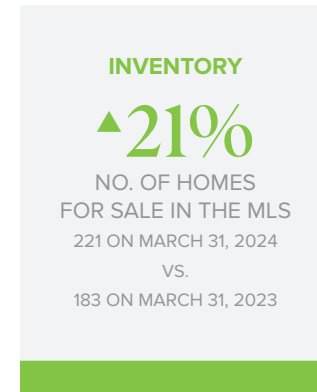 INVENTORY
▲21%
NO. OF HOMES
FOR SALE IN THE MLS
221 ON MARCH 31, 2024
VS.
183 ON MARCH 31, 2023